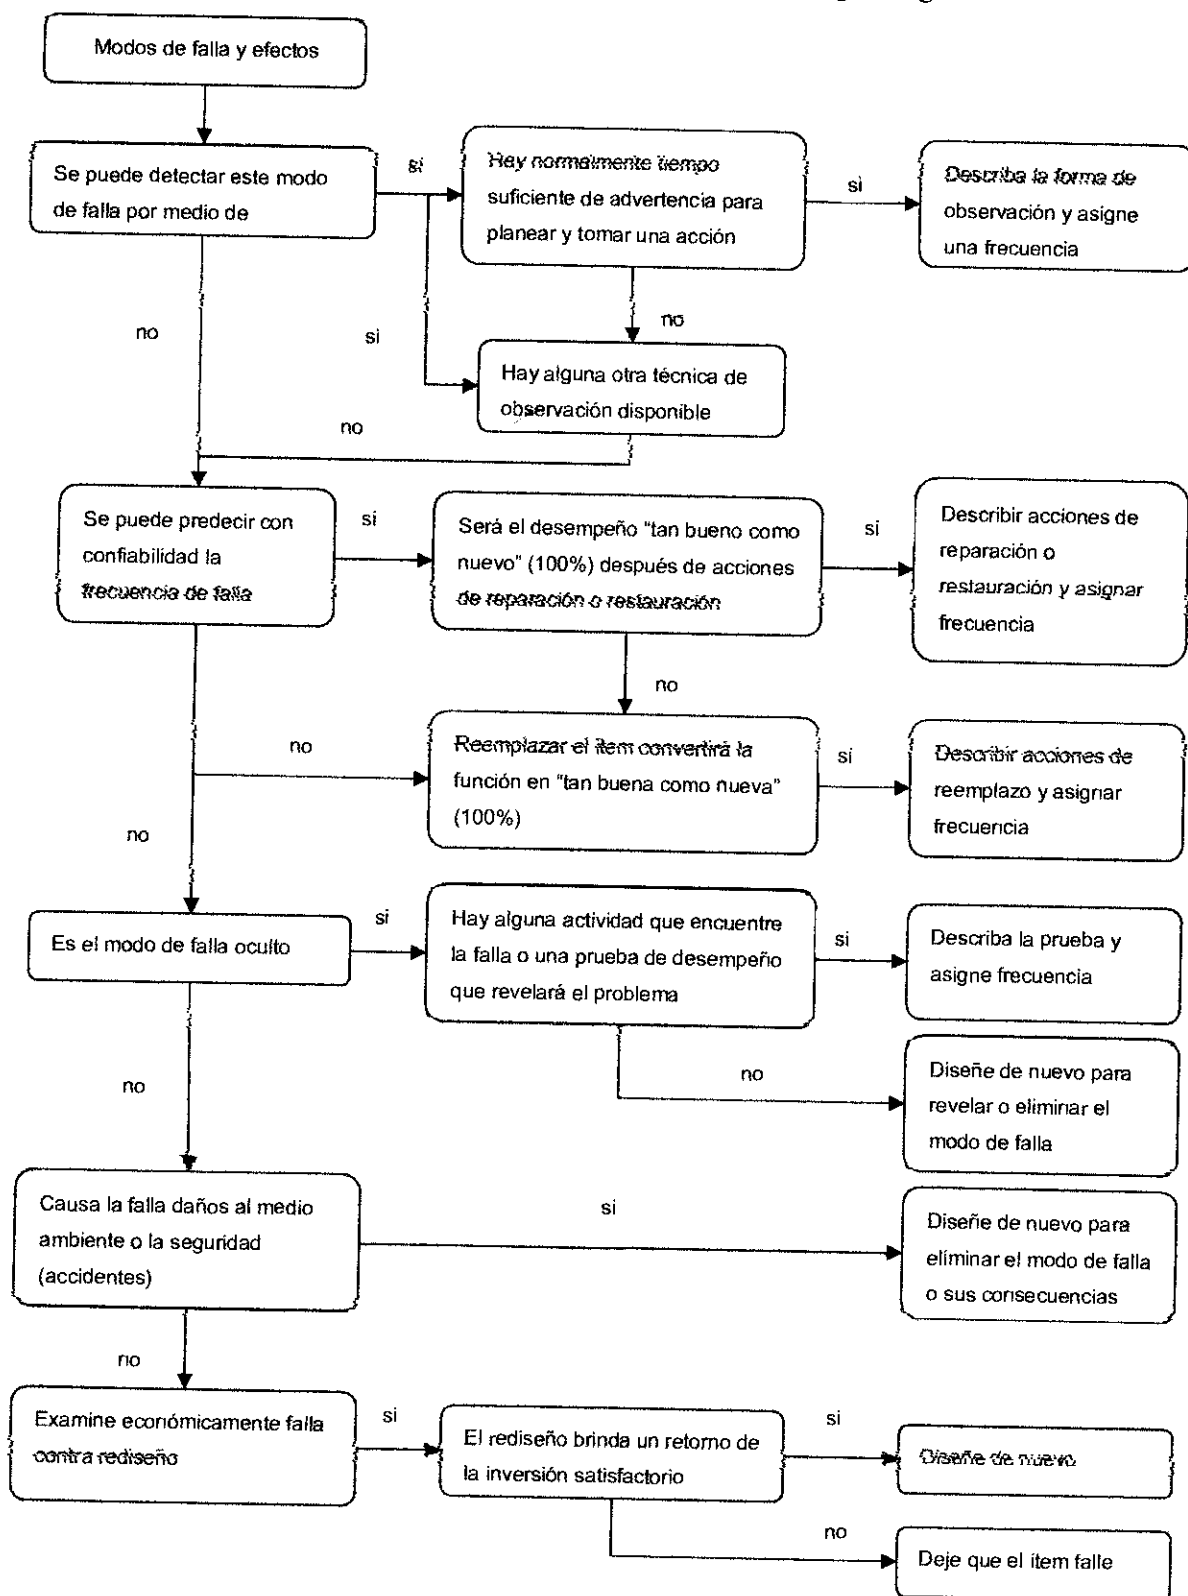 Modos de falla y efectos
Se puede detectar este modo
de falla por medio de
si
Hay normalmente tiempo
suficiente de advertencia para
planear y tomar una acción
si
Describa la forma de
observación y asigne
una frecuencia
no
si
no
Hay alguna otra técnica de
observación disponible
no
Se puede predecir con
confiabilidad la
frecuencia de falla
si
Será el desempeño "tan bueno como
nuevo" (100%) después de acciones
de reparación o restauración
si
Describir acciones de
reparación o
restauración y asignar
frecuencia
no
no
Reemplazar el ítem convertirá la
función en "tan buena como nueva"
(100%)
si
Describir acciones de
reemplazo y asignar
frecuencia
no
Es el modo de falla oculto
si
Hay alguna actividad que encuentre
la falla o una prueba de desempeño
que revelará el problema
si
Describa la prueba y
asigne frecuencia
no
no
Diseñe de nuevo para
revelar o eliminar el
modo de falla
Causa la falla daños al medio
ambiente o la seguridad
(accidentes)
si
Diseñe de nuevo para
eliminar el modo de falla
o sus consecuencias
no
Examine económicamente falla
contra rediseño
si
El rediseño brinda un retorno de
la inversión satisfactorio
si
Diseñe de nuevo
no
Deje que el ítem falle